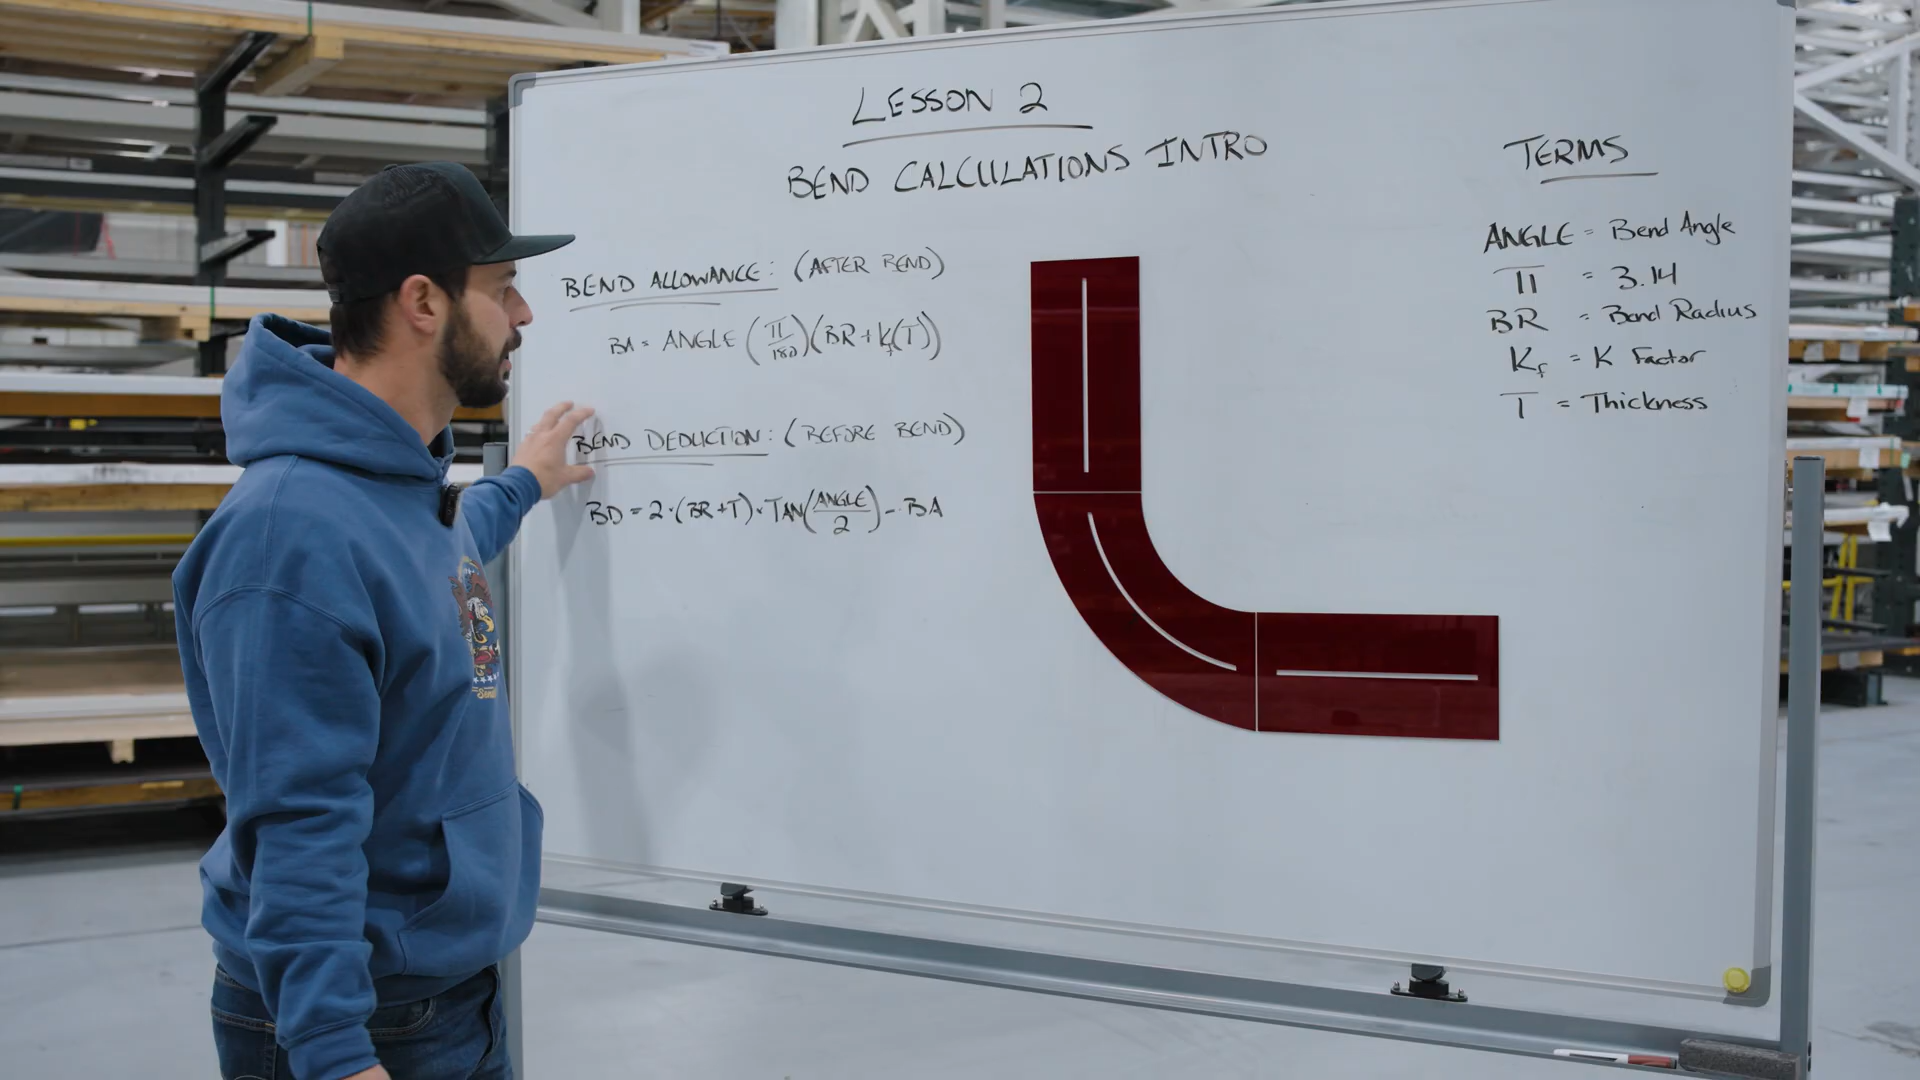 LESSON 2
BEND CALCULATIONS INTRO
BEND ALLOWANCE: (AFTER BEND)
BA = ANGLE (π/180)(BR + Kf(T))
BEND DEDUCTION: (BEFORE BEND)
BD = 2·(BR+T)·TAN(ANGLE/2) - BA
TERMS
ANGLE = Bend Angle
π = 3.14
BR = Bend Radius
Kf = K Factor
T = Thickness